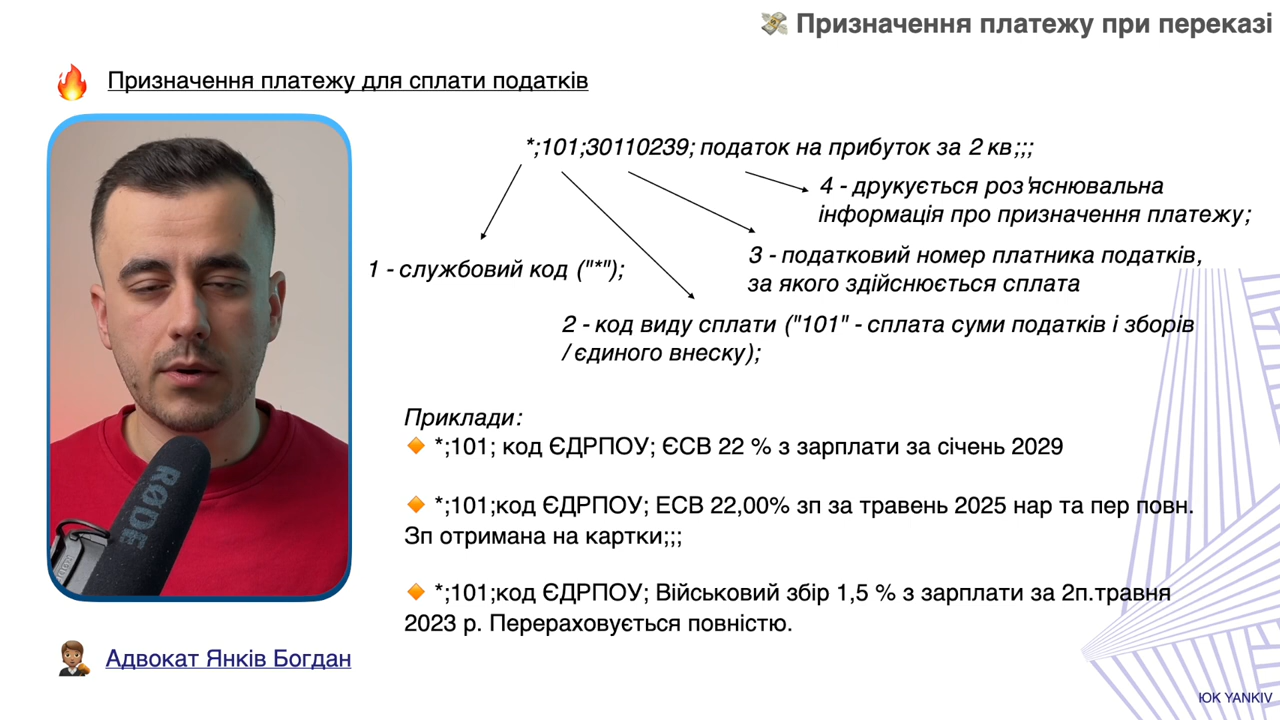 Призначення платежу при переказі
Призначення платежу для сплати податків
*;101;30110239; податок на прибуток за 2 кв;;;
4 - друкується роз'яснювальна
інформація про призначення платежу;
3 - податковий номер платника податків,
за якого здійснюється сплата
1 - службовий код ("*");
2 - код виду сплати ("101" - сплата суми податків і зборів
/ єдиного внеску);
Приклади:
*;101; код ЄДРПОУ; ЄСВ 22 % з зарплати за січень 2029
*;101;код ЄДРПОУ; ЕСВ 22,00% зп за травень 2025 нар та пер повн.
Зп отримана на картки;;;
*;101;код ЄДРПОУ; Військовий збір 1,5 % з зарплати за 2п.травня
2023 р. Перераховується повністю.
RØDE
Адвокат Янків Богдан
ЮК YANKIV